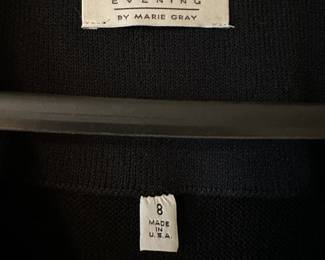 EVENING
BY MARIE GRAY
8
MADE
IN
U.S.A.